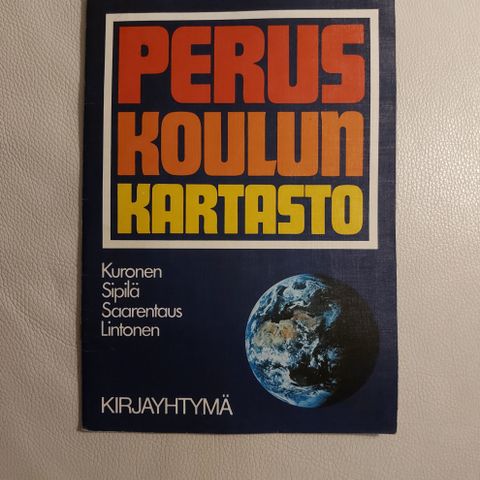 PERUS
KOULUN
KARTASTO
Kuronen
Sipilä
Saarentaus
Lintonen
KIRJAYHTYMÄ